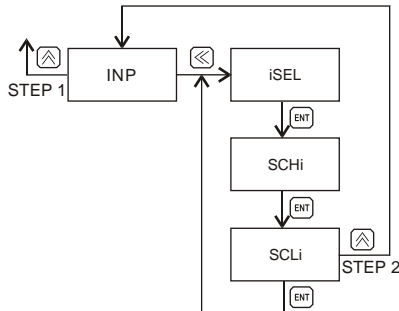 INP
iSEL
STEP 1
ENT
SCHi
ENT
SCLi
STEP 2
ENT